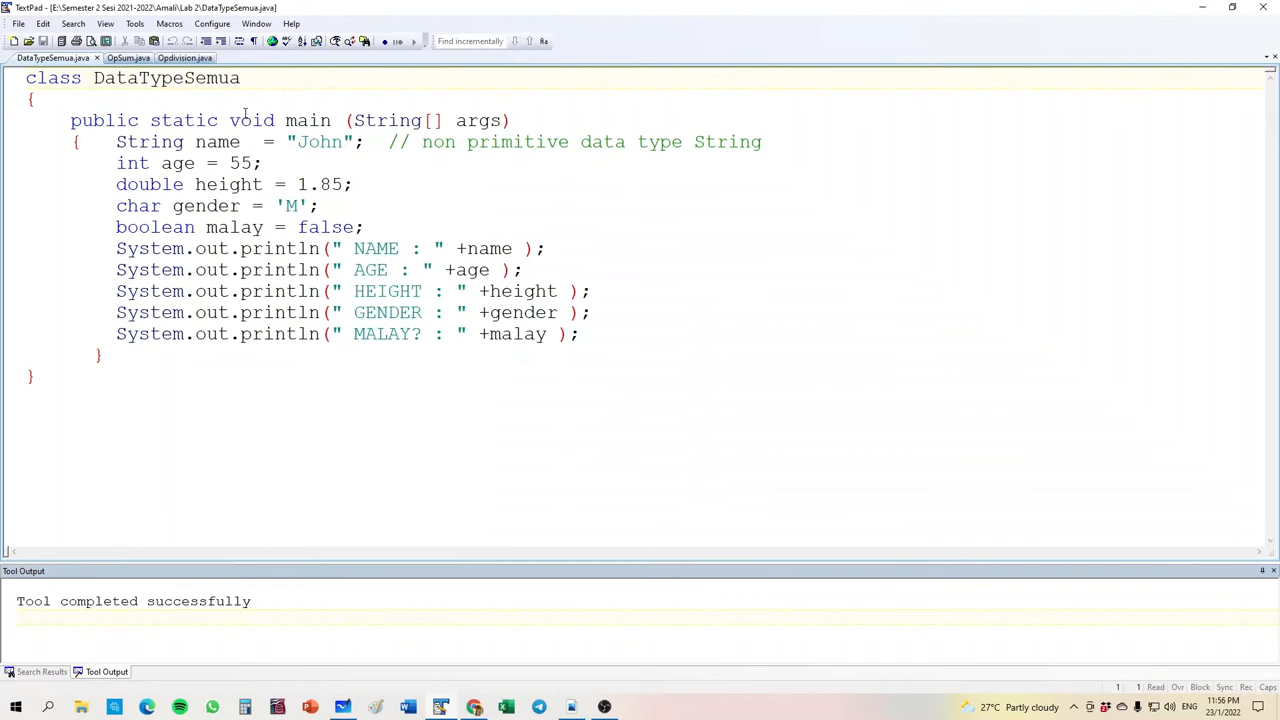 TextPad - [E:\Semester 2 Sesi 2021-2022\Amali\Lab 2\DataTypeSemua.java]
File Edit Search View Tools Macros Configure Window Help
Find incrementally
DataTypeSemua.java × OpSum.java Opdivision.java
class DataTypeSemua
{
public static void main (String[] args)
{ String name = "John"; // non primitive data type String
int age = 55;
double height = 1.85;
char gender = 'M';
boolean malay = false;
System.out.println(" NAME : " +name );
System.out.println(" AGE : " +age );
System.out.println(" HEIGHT : " +height );
System.out.println(" GENDER : " +gender );
System.out.println(" MALAY? : " +malay );
}
}
Tool Output
Tool completed successfully
Search Results Tool Output
1 1 Read Ovr Block Sync Rec Caps
27°C Partly cloudy ENG 11:56 PM
23/1/2022